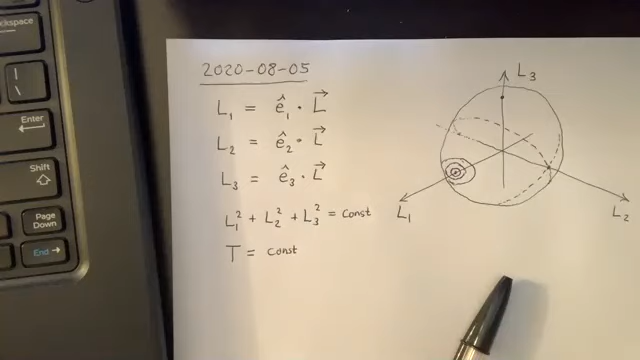 Backspace
| \
Enter
Shift
Page Down
End
2020-08-05
L₁ = ê₁ · L⃗
L₂ = ê₂ · L⃗
L₃ = ê₃ · L⃗
L₁² + L₂² + L₃² = const
T = const
L₃
L₁
L₂